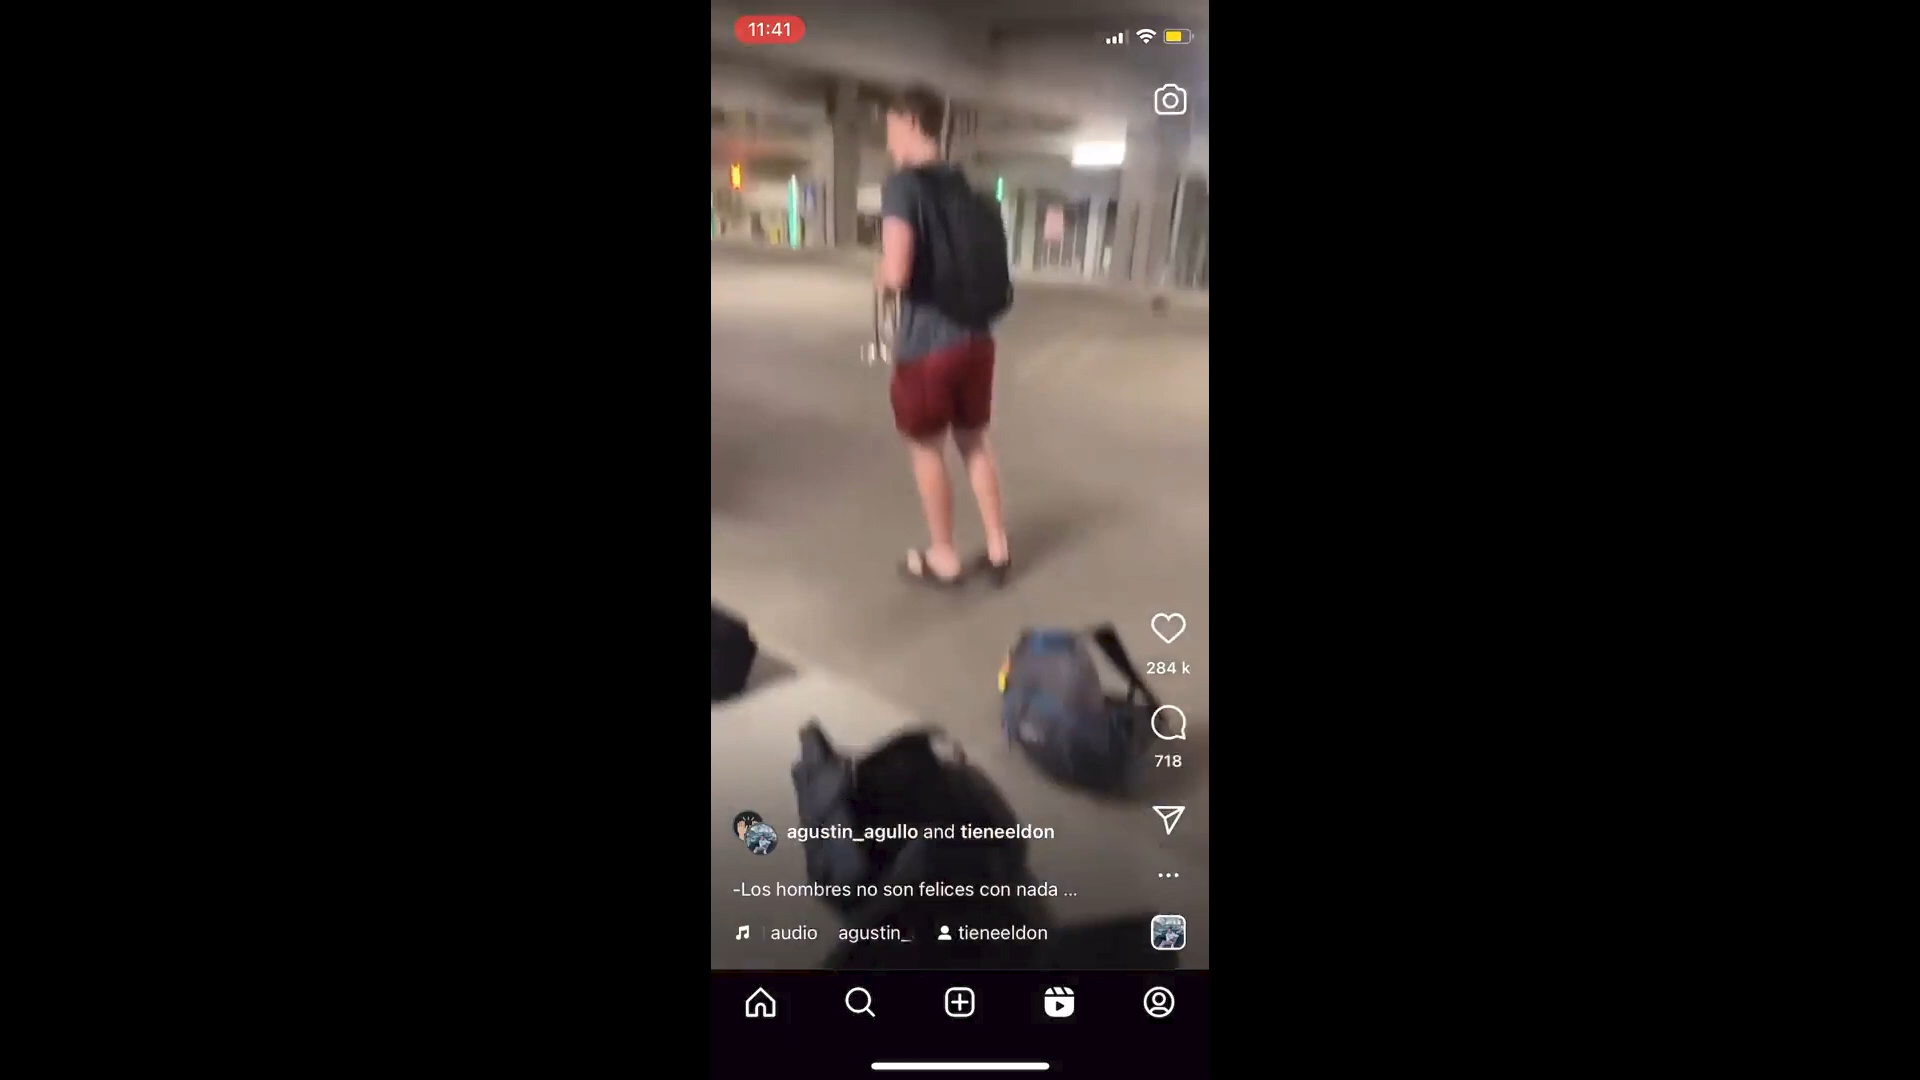 11:41
284 k
718
agustin_agullo and tieneeldon
-Los hombres no son felices con nada ...
audio agustin_ tieneeldon